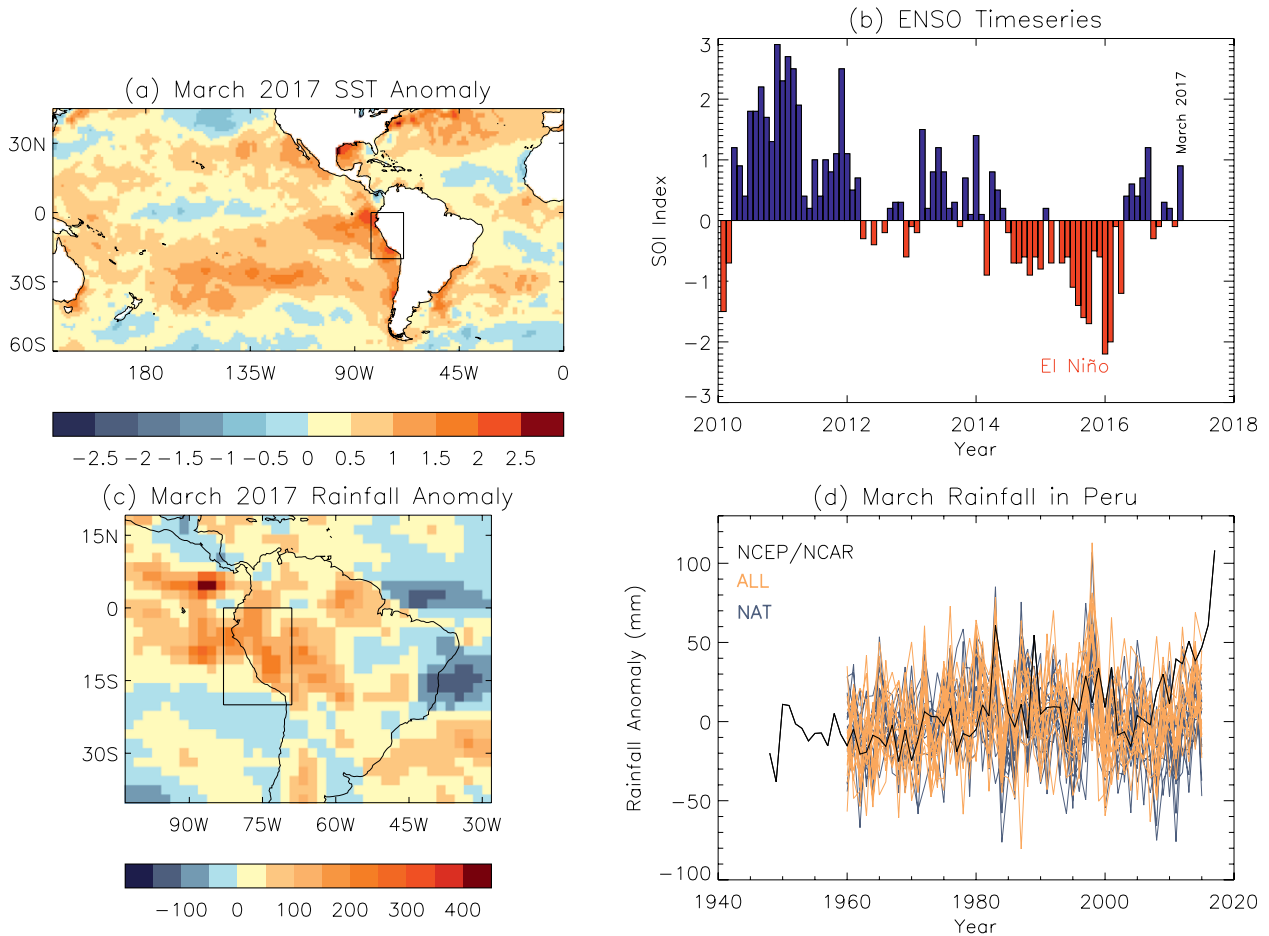 (a) March 2017 SST Anomaly
30N
0
30S
60S
180 135W 90W 45W 0
−2.5 −2 −1.5 −1 −0.5 0 0.5 1 1.5 2 2.5
(b) ENSO Timeseries
3
2
1
0
−1
−2
−3
SOI Index
March 2017
El Niño
2010 2012 2014 2016 2018
Year
(c) March 2017 Rainfall Anomaly
15N
0
15S
30S
90W 75W 60W 45W 30W
−100 0 100 200 300 400
(d) March Rainfall in Peru
NCEP/NCAR
ALL
NAT
100
50
0
−50
−100
Rainfall Anomaly (mm)
1940 1960 1980 2000 2020
Year